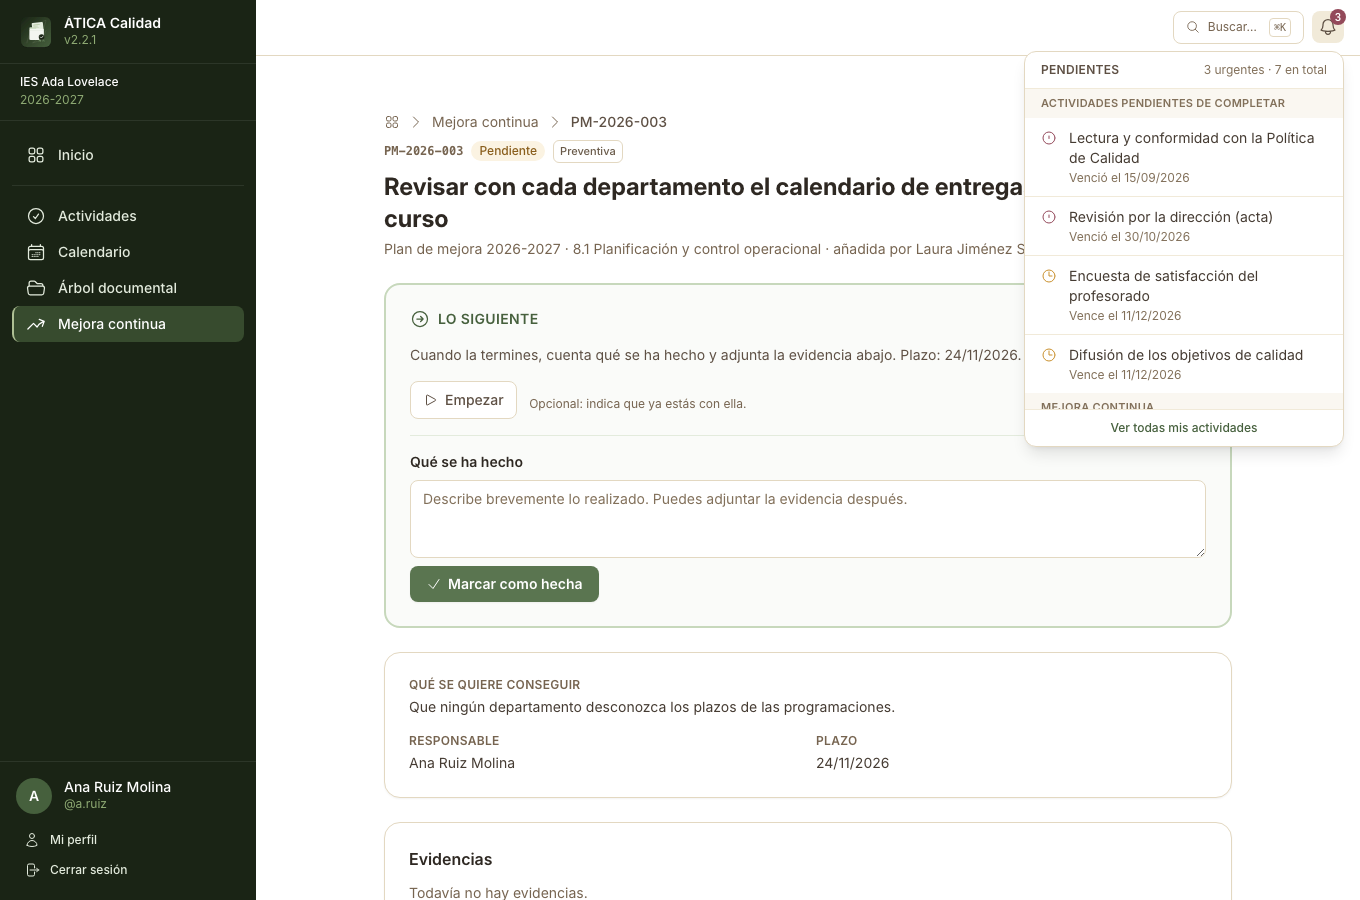 ÁTICA Calidad
v2.2.1
IES Ada Lovelace
2026-2027
Inicio
Actividades
Calendario
Árbol documental
Mejora continua
Ana Ruiz Molina
A
@a.ruiz
Mi perfil
Cerrar sesión
Buscar...
⌘K
3
Mejora continua
PM-2026-003
PM-2026-003
Pendiente
Preventiva
Revisar con cada departamento el calendario de entrega
curso
Plan de mejora 2026-2027 · 8.1 Planificación y control operacional · añadida por Laura Jiménez S
LO SIGUIENTE
Cuando la termines, cuenta qué se ha hecho y adjunta la evidencia abajo. Plazo: 24/11/2026.
Empezar
Opcional: indica que ya estás con ella.
Qué se ha hecho
Describe brevemente lo realizado. Puedes adjuntar la evidencia después.
Marcar como hecha
QUÉ SE QUIERE CONSEGUIR
Que ningún departamento desconozca los plazos de las programaciones.
RESPONSABLE
Ana Ruiz Molina
PLAZO
24/11/2026
Evidencias
Todavía no hay evidencias.
PENDIENTES
3 urgentes · 7 en total
ACTIVIDADES PENDIENTES DE COMPLETAR
Lectura y conformidad con la Política
de Calidad
Venció el 15/09/2026
Revisión por la dirección (acta)
Venció el 30/10/2026
Encuesta de satisfacción del
profesorado
Vence el 11/12/2026
Difusión de los objetivos de calidad
Vence el 11/12/2026
MEJORA CONTINUA
Ver todas mis actividades